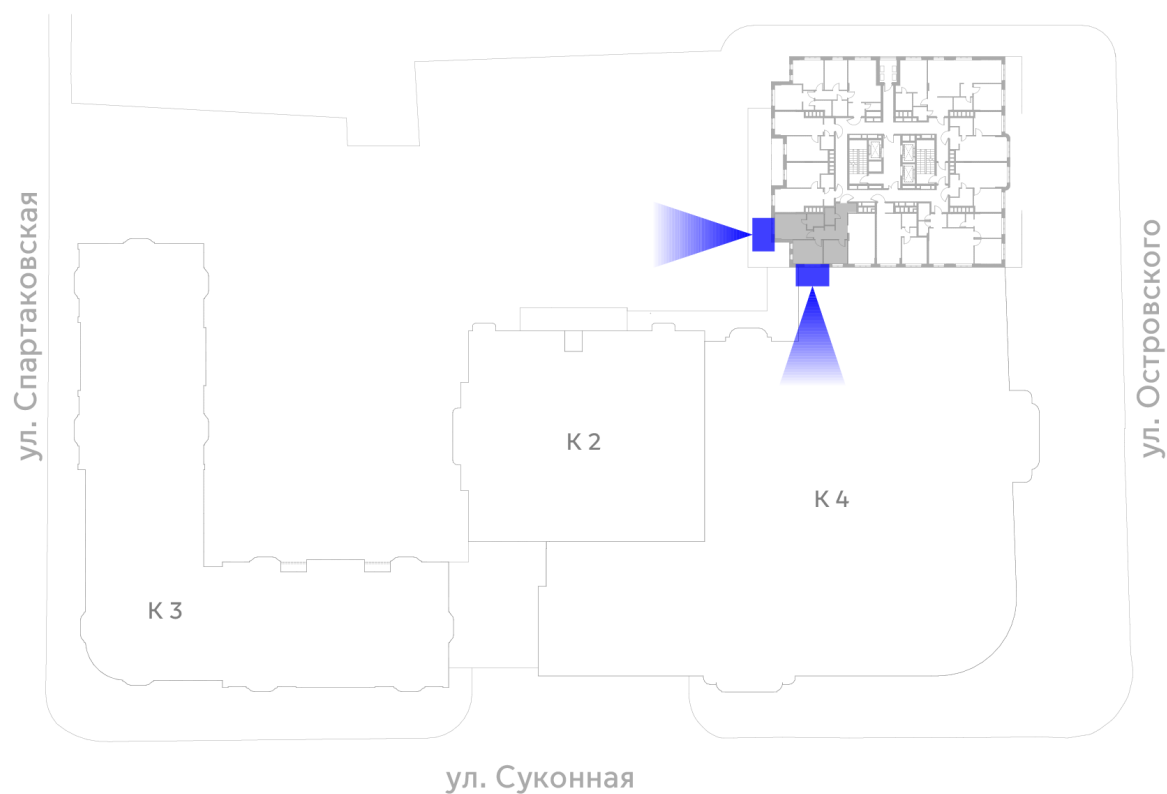 ул. Спартаковская
ул. Островского
К 2
К 4
К 3
ул. Суконная